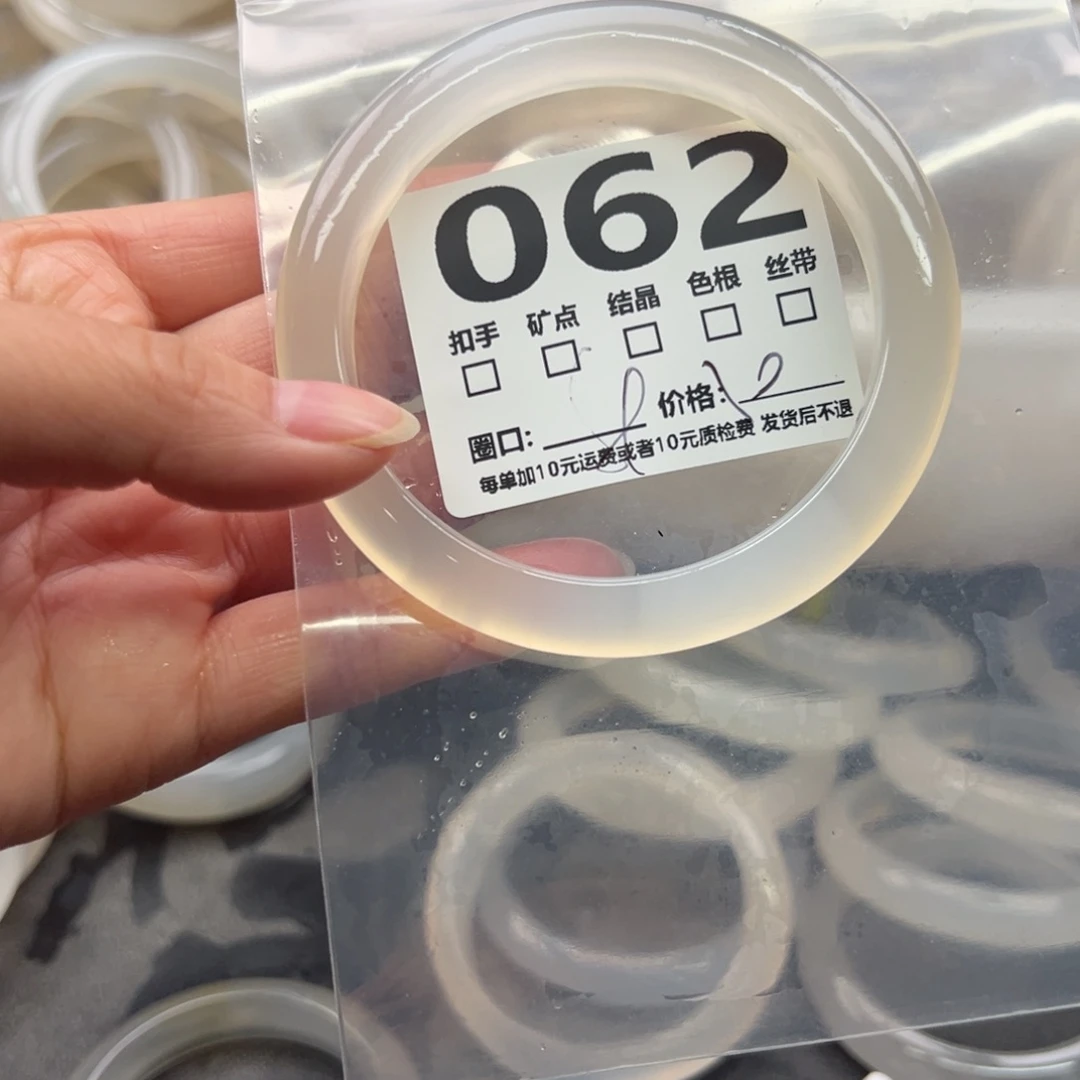 062
扣手 矿点 结晶 色根 丝带
圈口: 价格:
每单加10元运费或者10元质检费 发货后不退